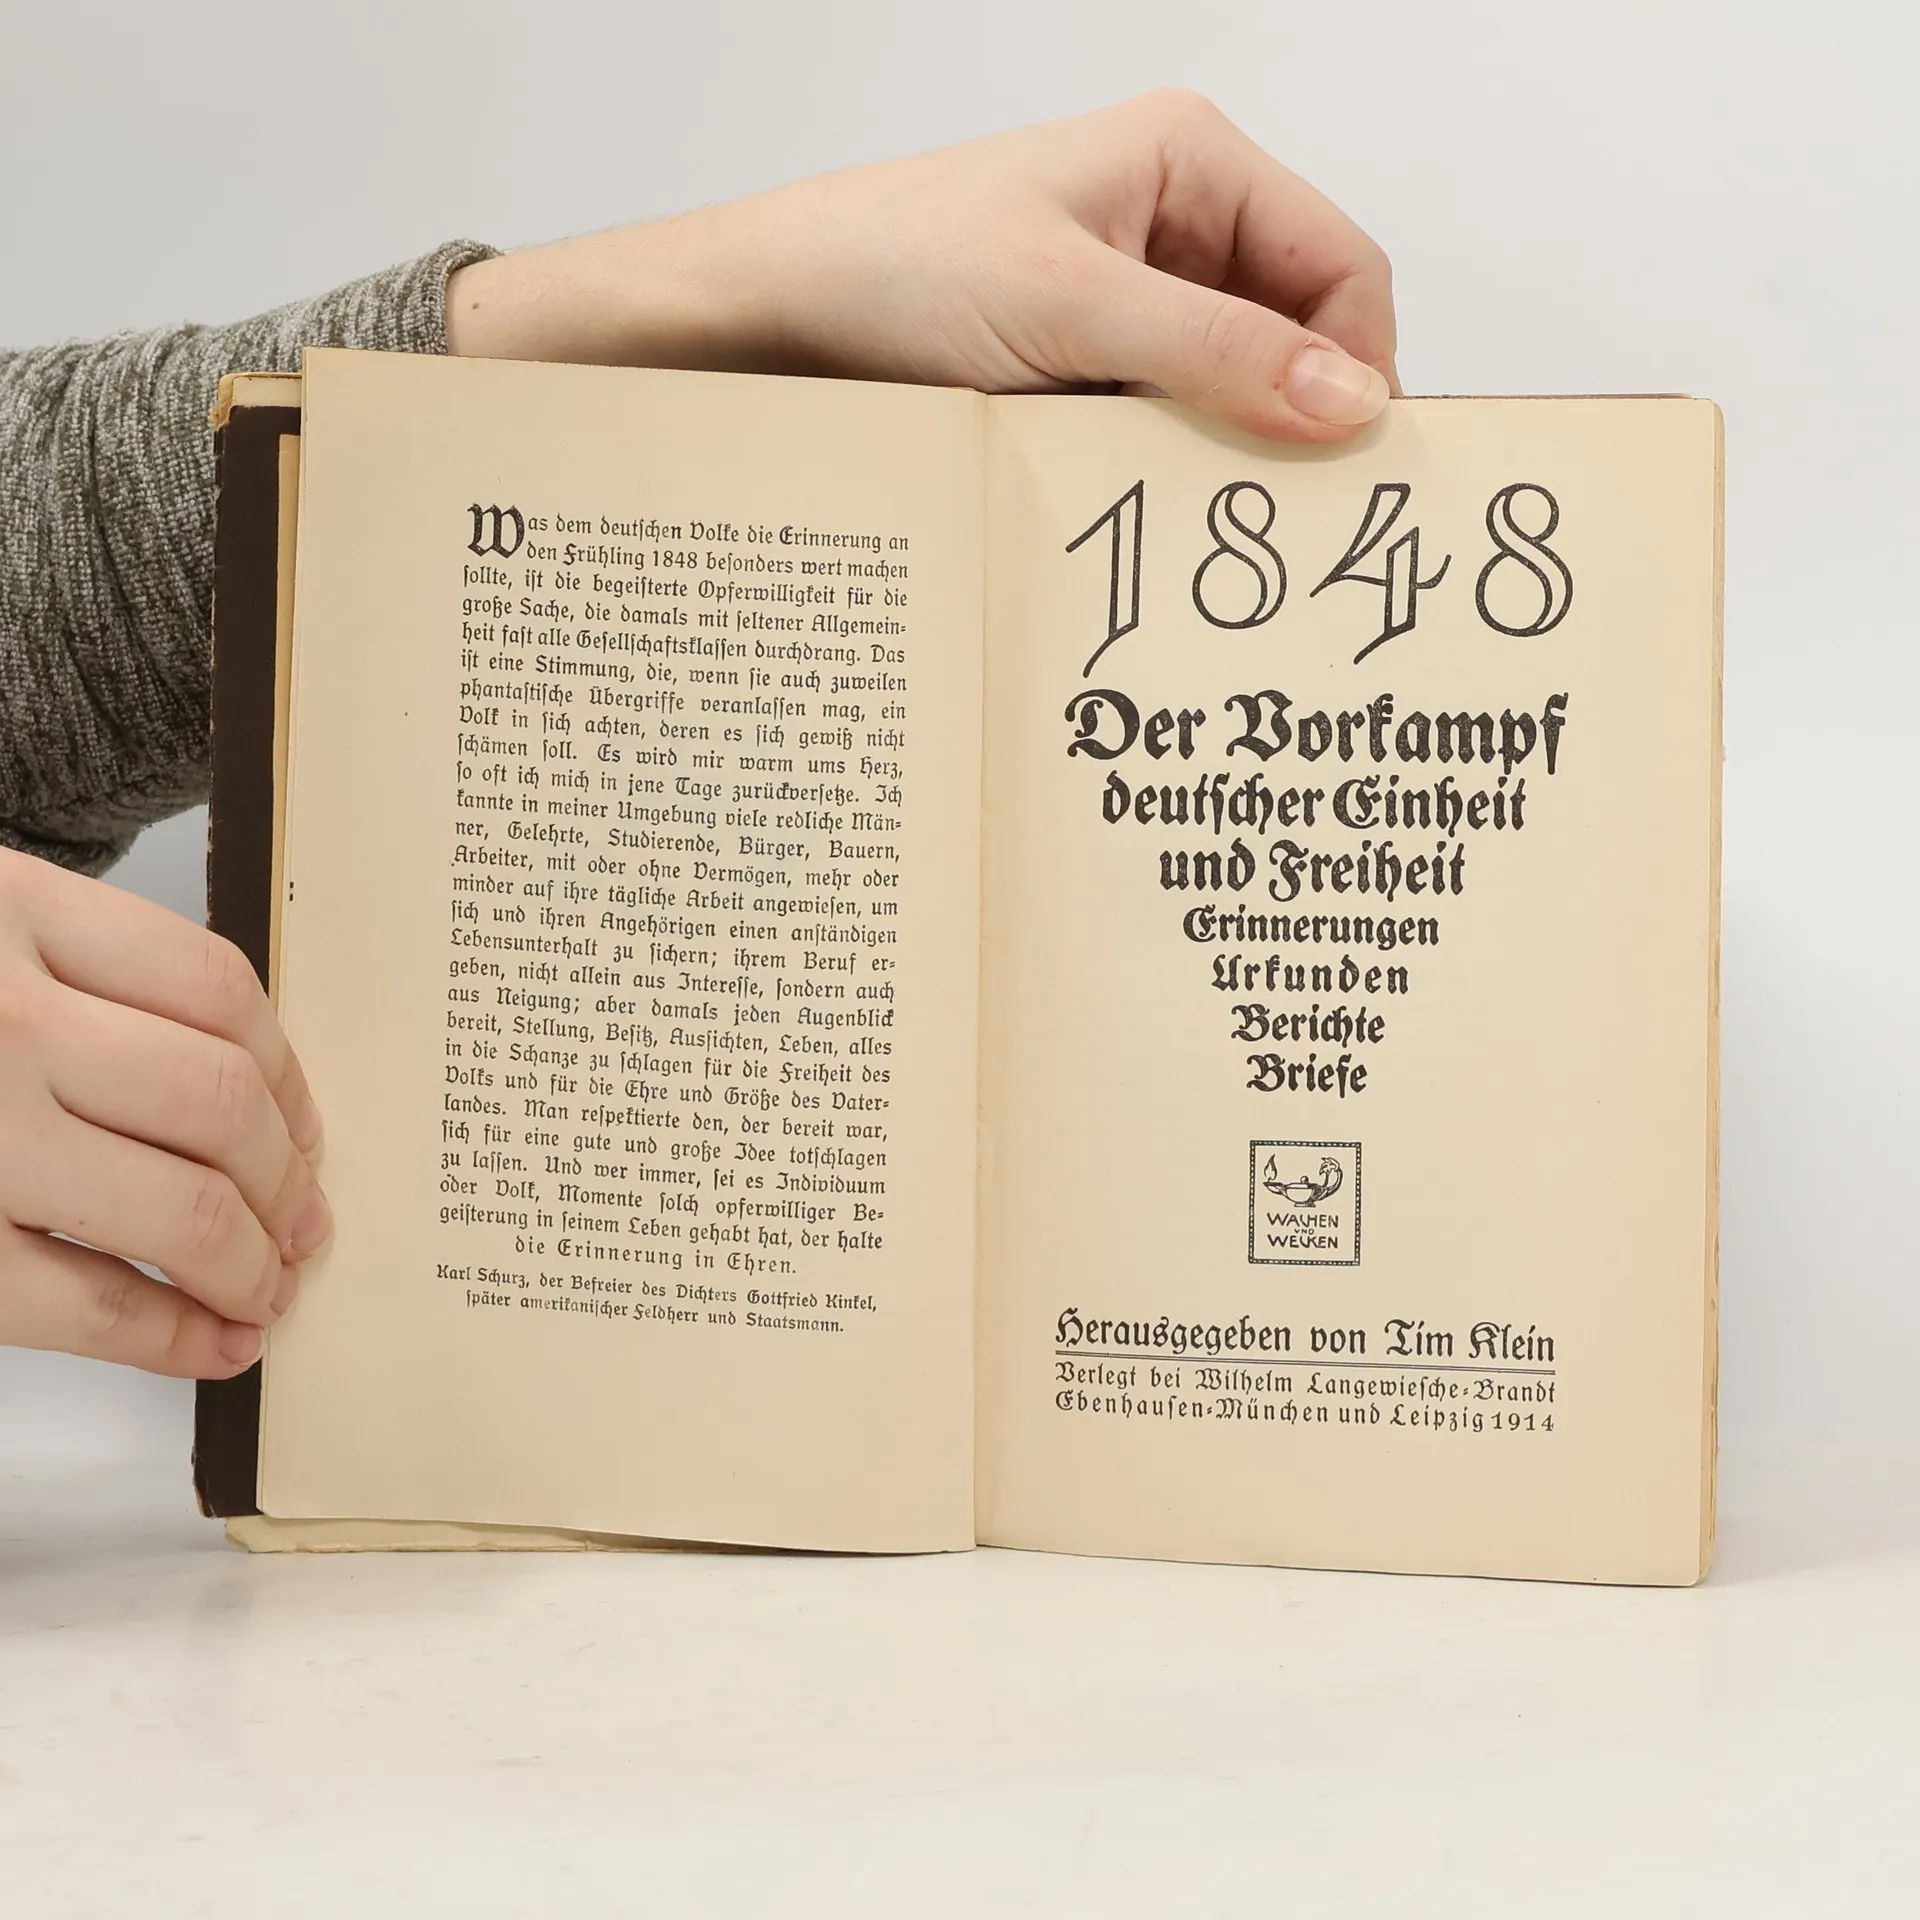 Was dem deutſchen Volke die Erinnerung an
den Frühling 1848 beſonders wert machen
ſollte, iſt die begeiſterte Opferwilligkeit für die
große Sache, die damals mit ſeltener Allgemein=
heit faſt alle Geſellſchaftsklaſſen durchdrang. Das
iſt eine Stimmung, die, wenn ſie auch zuweilen
phantaſtiſche Übergriffe veranlaſſen mag, ein
Volk in ſich achten, deren es ſich gewiß nicht
ſchämen ſoll. Es wird mir warm ums Herz,
ſo oft ich mich in jene Tage zurückverſetze. Ich
kannte in meiner Umgebung viele redliche Män=
ner, Gelehrte, Studierende, Bürger, Bauern,
Arbeiter, mit oder ohne Vermögen, mehr oder
minder auf ihre tägliche Arbeit angewieſen, um
ſich und ihren Angehörigen einen anſtändigen
Lebensunterhalt zu ſichern; ihrem Beruf er=
geben, nicht allein aus Intereſſe, ſondern auch
aus Neigung; aber damals jeden Augenblick
bereit, Stellung, Beſitz, Ausſichten, Leben, alles
in die Schanze zu ſchlagen für die Freiheit des
Volks und für die Ehre und Größe des Vater=
landes. Man reſpektierte den, der bereit war,
ſich für eine gute und große Idee totſchlagen
zu laſſen. Und wer immer, ſei es Individuum
oder Volk, Momente ſolch opferwilliger Be=
geiſterung in ſeinem Leben gehabt hat, der halte
die Erinnerung in Ehren.
Karl Schurz, der Befreier des Dichters Gottfried Kinkel,
ſpäter amerikaniſcher Feldherr und Staatsmann.
1848
Der Vorkampf
deutſcher Einheit
und Freiheit
Erinnerungen
Urkunden
Berichte
Briefe
WACHEN
UND
WECKEN
Herausgegeben von Tim Klein
Verlegt bei Wilhelm Langewieſche=Brandt
Ebenhauſen=München und Leipzig 1914